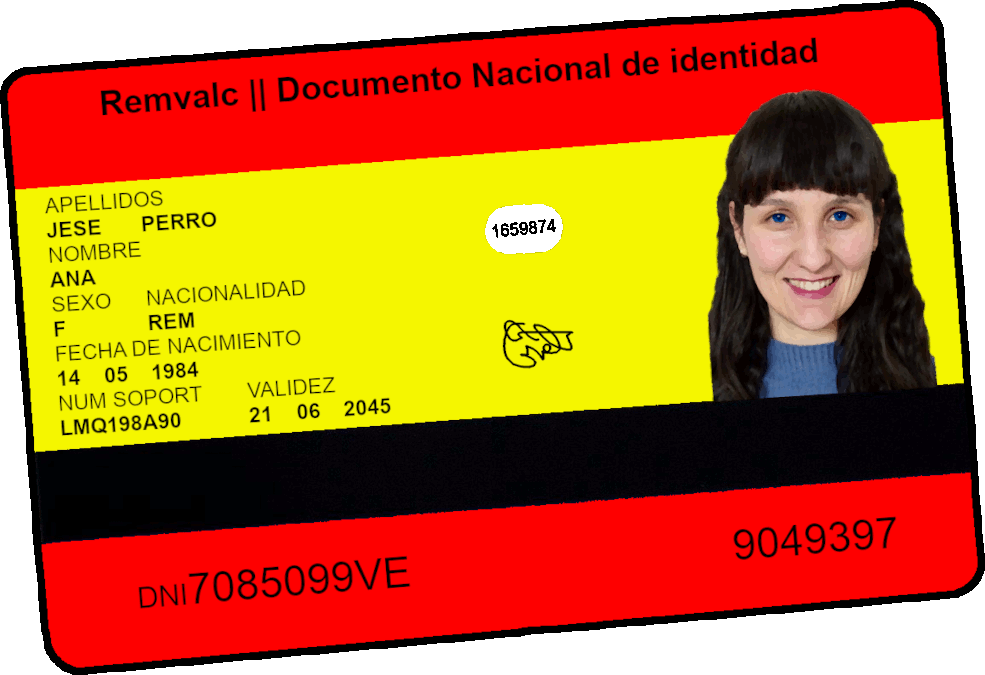 Remvalc || Documento Nacional de identidad
APELLIDOS
JESE PERRO
1659874
NOMBRE
ANA
SEXO NACIONALIDAD
F REM
FECHA DE NACIMIENTO
14 05 1984
NUM SOPORT VALIDEZ
LMQ198A90 21 06 2045
DNI7085099VE
9049397